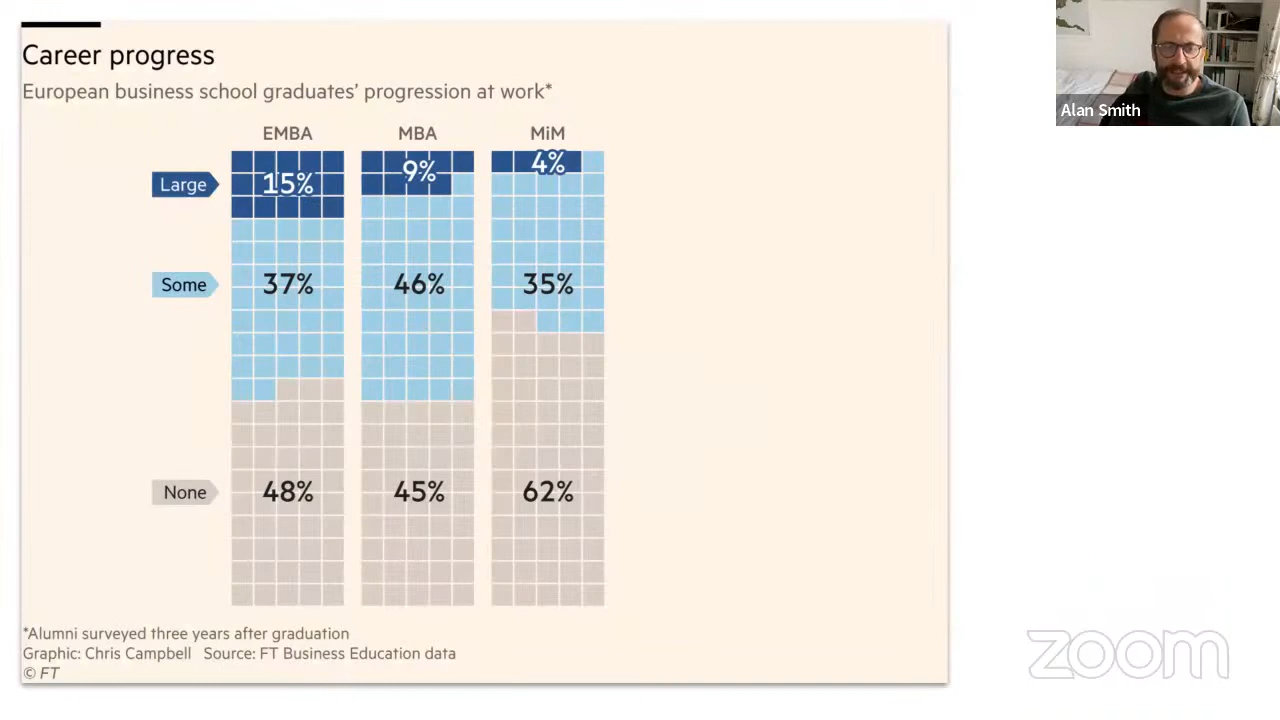 Career progress
European business school graduates' progression at work*
EMBA MBA MiM
Large 15% 9% 4%
Some 37% 46% 35%
None 48% 45% 62%
*Alumni surveyed three years after graduation
Graphic: Chris Campbell Source: FT Business Education data
© FT
Alan Smith
zoom